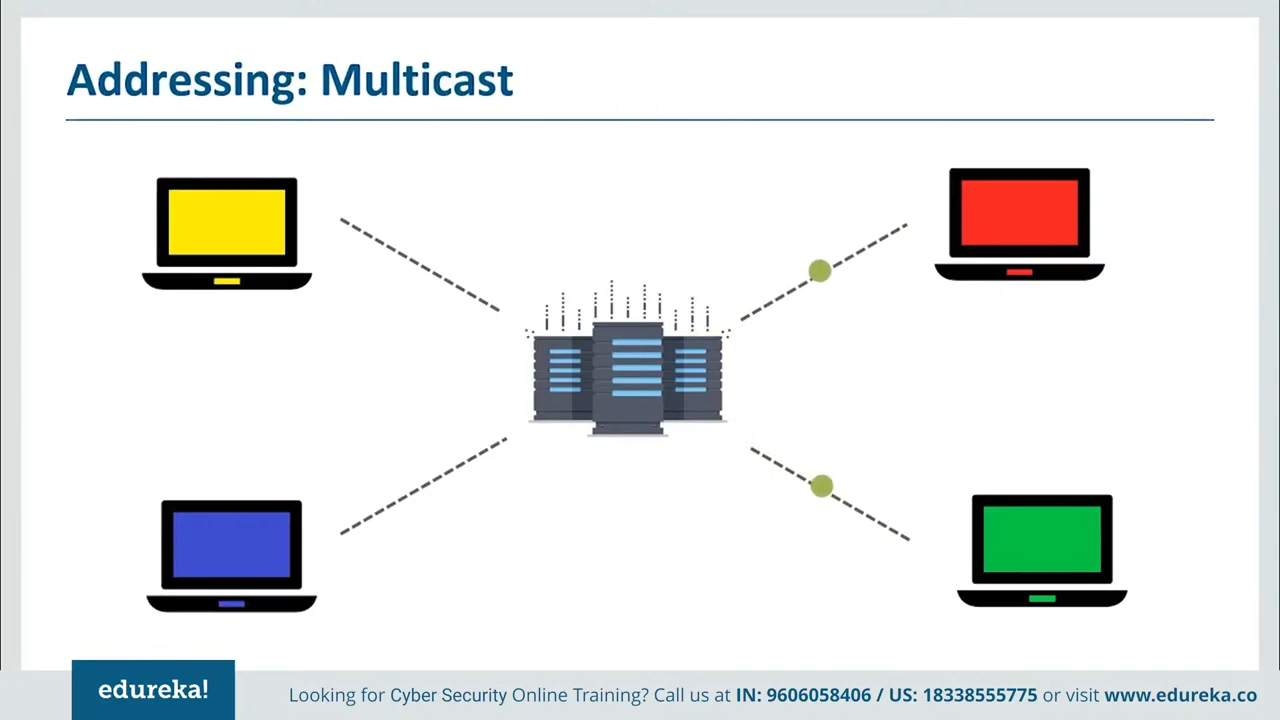 Addressing: Multicast
edureka!
Looking for Cyber Security Online Training? Call us at IN: 9606058406 / US: 18338555775 or visit www.edureka.co